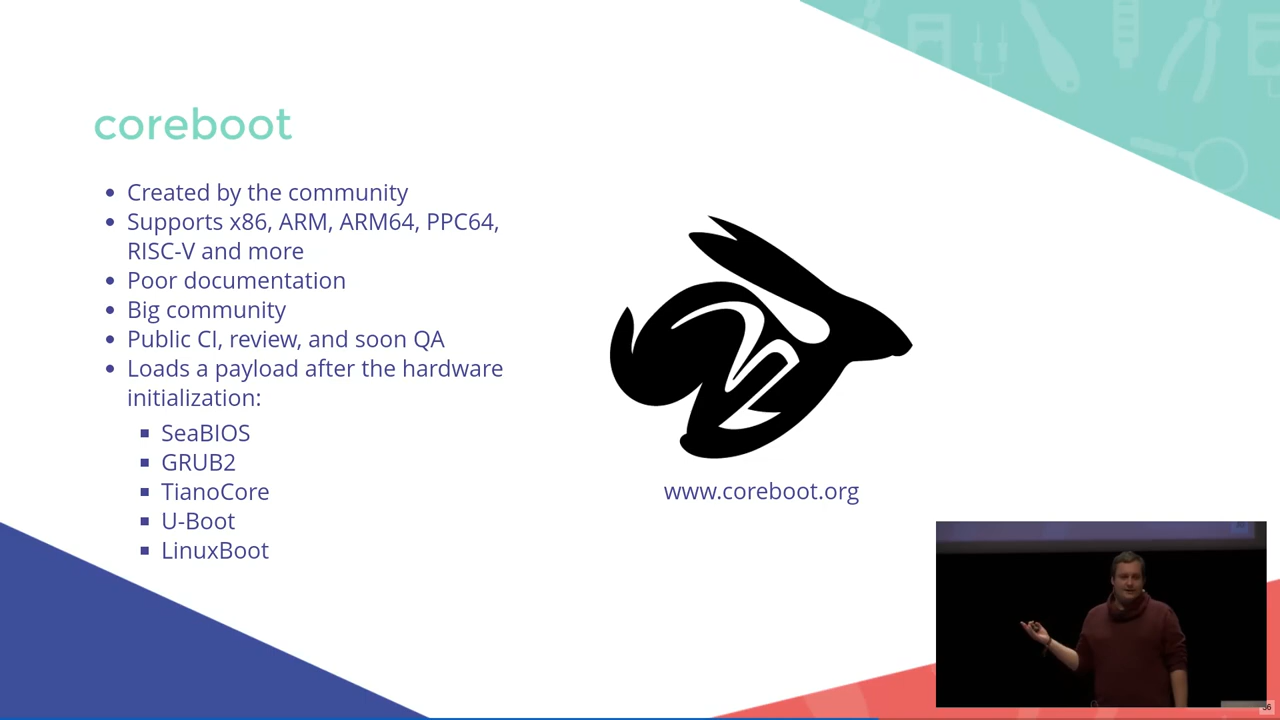 coreboot
Created by the community
Supports x86, ARM, ARM64, PPC64,
RISC-V and more
Poor documentation
Big community
Public CI, review, and soon QA
Loads a payload after the hardware
initialization:
SeaBIOS
GRUB2
TianoCore
U-Boot
LinuxBoot
www.coreboot.org
36